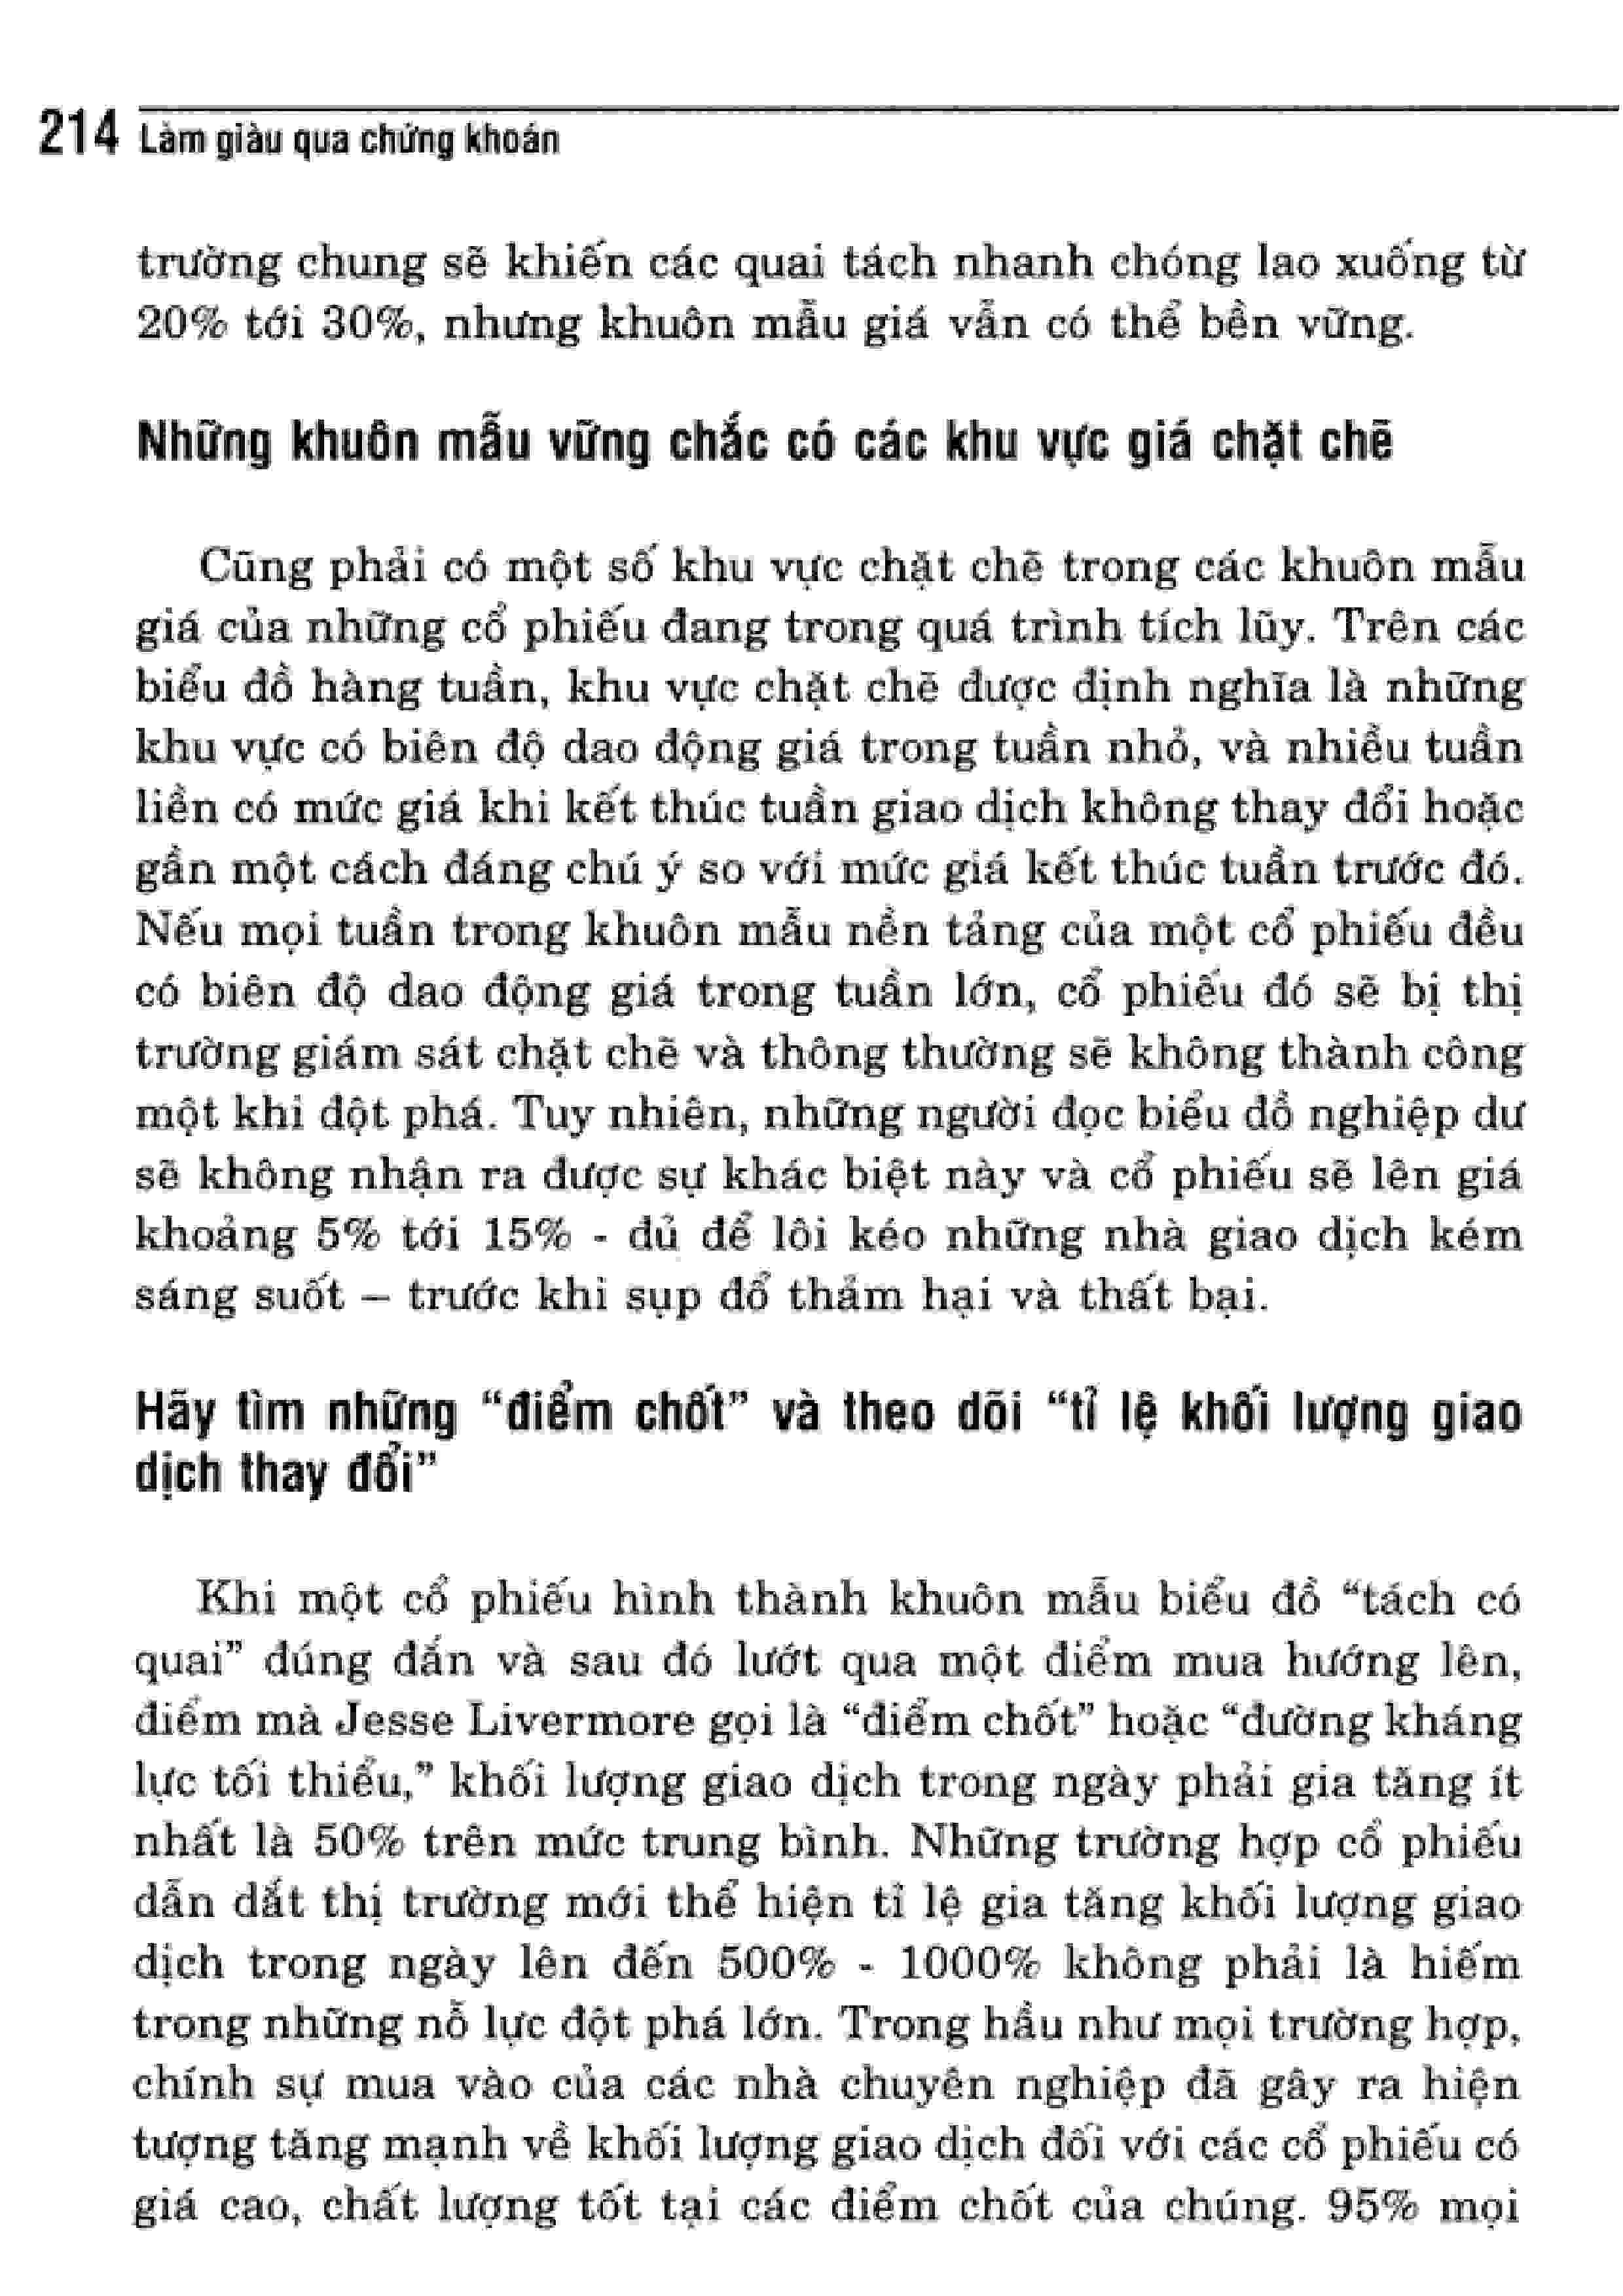 214 Làm giàu qua chứng khoán
trường chung sẽ khiến các quai tách nhanh chóng lao xuống từ
20% tới 30%, nhưng khuôn mẫu giá vẫn có thể bền vững.
Những khuôn mẫu vững chắc có các khu vực giá chặt chẽ
Cũng phải có một số khu vực chặt chẽ trong các khuôn mẫu
giá của những cổ phiếu đang trong quá trình tích lũy. Trên các
biểu đồ hàng tuần, khu vực chặt chẽ được định nghĩa là những
khu vực có biên độ dao động giá trong tuần nhỏ, và nhiều tuần
liền có mức giá khi kết thúc tuần giao dịch không thay đổi hoặc
gần một cách đáng chú ý so với mức giá kết thúc tuần trước đó.
Nếu mọi tuần trong khuôn mẫu nền tảng của một cổ phiếu đều
có biên độ dao động giá trong tuần lớn, cổ phiếu đó sẽ bị thị
trường giám sát chặt chẽ và thông thường sẽ không thành công
một khi đột phá. Tuy nhiên, những người đọc biểu đồ nghiệp dư
sẽ không nhận ra được sự khác biệt này và cổ phiếu sẽ lên giá
khoảng 5% tới 15% - đủ để lôi kéo những nhà giao dịch kém
sáng suốt – trước khi sụp đổ thảm hại và thất bại.
Hãy tìm những “điểm chốt” và theo dõi “tỉ lệ khối lượng giao
dịch thay đổi”
Khi một cổ phiếu hình thành khuôn mẫu biểu đồ “tách có
quai” đúng đắn và sau đó lướt qua một điểm mua hướng lên,
điểm mà Jesse Livermore gọi là “điểm chốt” hoặc “đường kháng
lực tối thiểu,” khối lượng giao dịch trong ngày phải gia tăng ít
nhất là 50% trên mức trung bình. Những trường hợp cổ phiếu
dẫn dắt thị trường mới thể hiện tỉ lệ gia tăng khối lượng giao
dịch trong ngày lên đến 500% - 1000% không phải là hiếm
trong những nỗ lực đột phá lớn. Trong hầu như mọi trường hợp,
chính sự mua vào của các nhà chuyên nghiệp đã gây ra hiện
tượng tăng mạnh về khối lượng giao dịch đối với các cổ phiếu có
giá cao, chất lượng tốt tại các điểm chốt của chúng. 95% mọi